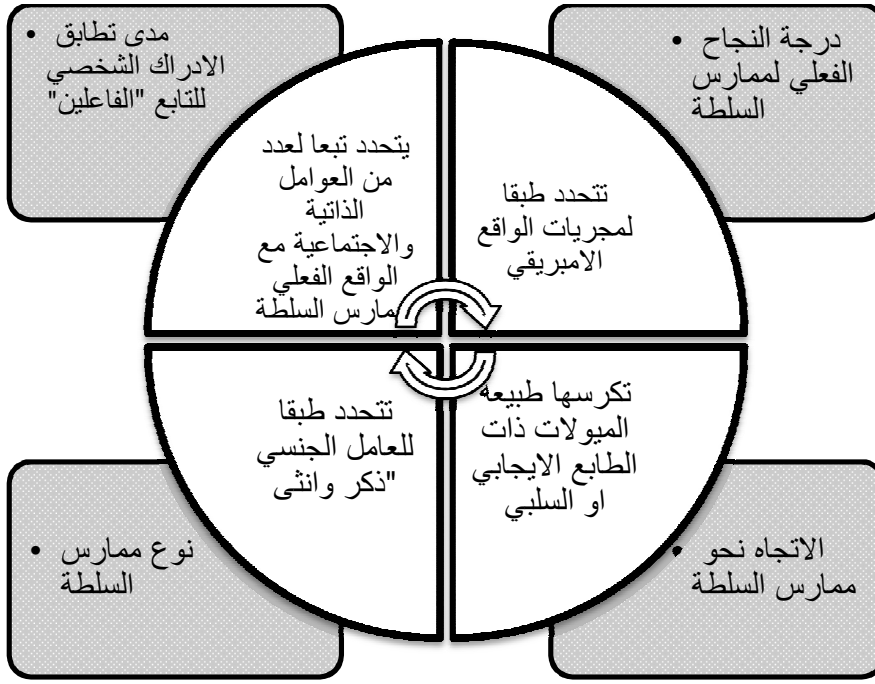 • درجة النجاح
الفعلي لممارس
السلطة
• مدى تطابق
الادراك الشخصي
للتابع "الفاعلين"
تتحدد طبقا
لمجريات الواقع
الامبريقي
يتحدد تبعا لعدد
من العوامل
الذاتية
والاجتماعية مع
الواقع الفعلي
السلطة
تكرسها طبيعة
الميولات ذات
الطابع الايجابي
او السلبي
تتحدد طبقا
للعامل الجنسي
"ذكر وانثى
• الاتجاه نحو
ممارس السلطة
• نوع ممارس
السلطة